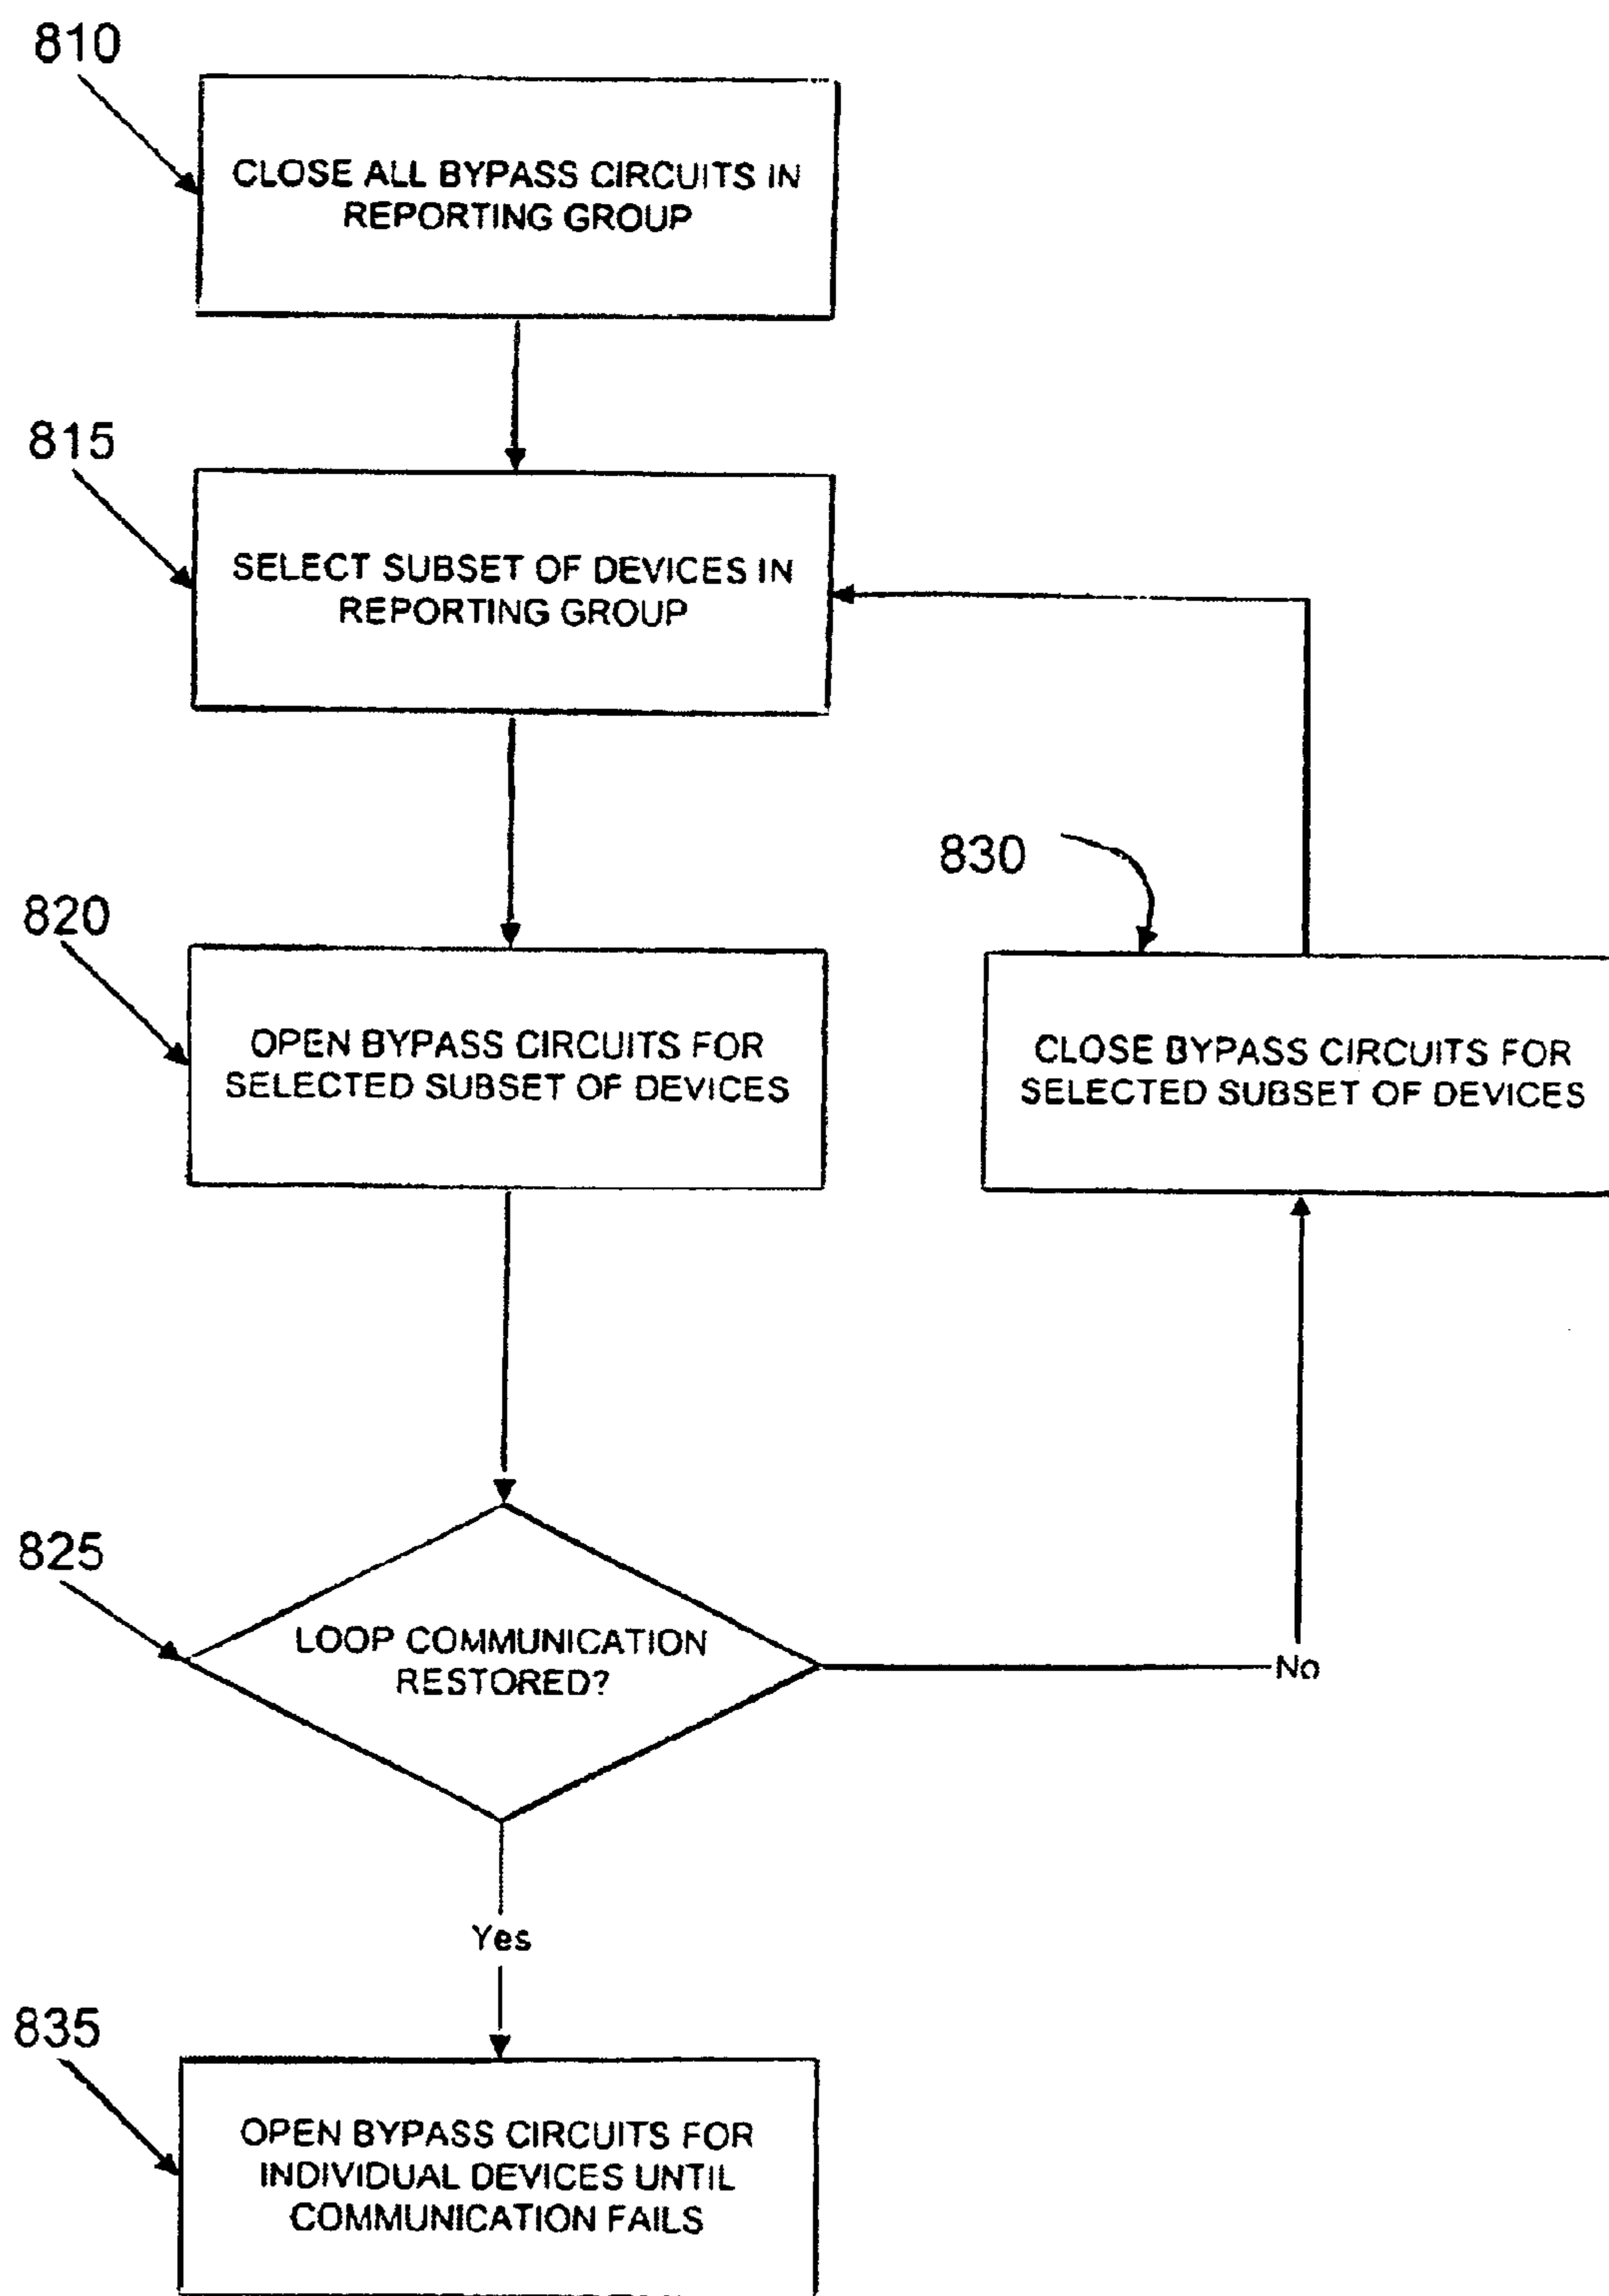 810
CLOSE ALL BYPASS CIRCUITS IN
REPORTING GROUP
815
SELECT SUBSET OF DEVICES IN
REPORTING GROUP
820
OPEN BYPASS CIRCUITS FOR
SELECTED SUBSET OF DEVICES
830
CLOSE BYPASS CIRCUITS FOR
SELECTED SUBSET OF DEVICES
825
LOOP COMMUNICATION
RESTORED?
No
Yes
835
OPEN BYPASS CIRCUITS FOR
INDIVIDUAL DEVICES UNTIL
COMMUNICATION FAILS